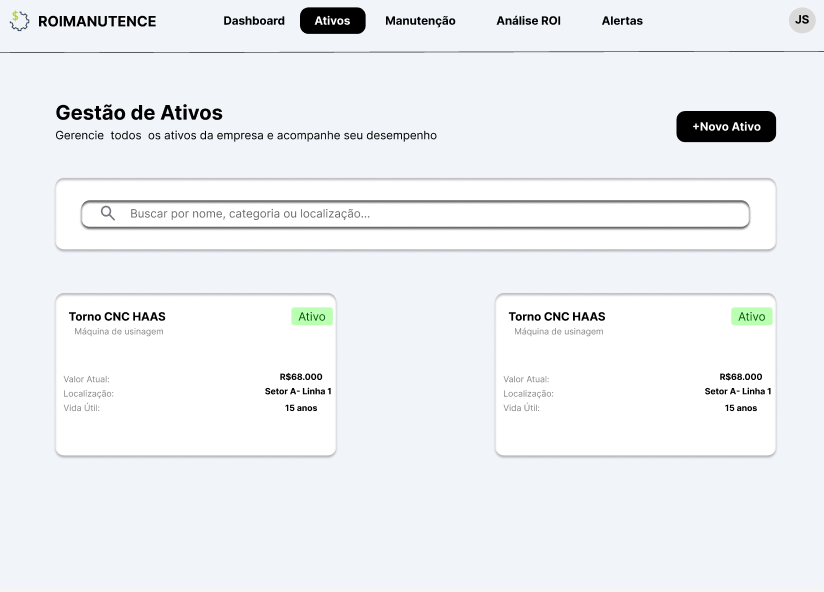 ROIMANUTENCE
Dashboard
Ativos
Manutenção
Análise ROI
Alertas
JS
Gestão de Ativos
Gerencie todos os ativos da empresa e acompanhe seu desempenho
+Novo Ativo
Buscar por nome, categoria ou localização...
Torno CNC HAAS
Ativo
Máquina de usinagem
Valor Atual:
R$68.000
Localização:
Setor A- Linha 1
Vida Útil:
15 anos
Torno CNC HAAS
Ativo
Máquina de usinagem
Valor Atual:
R$68.000
Localização:
Setor A- Linha 1
Vida Útil:
15 anos